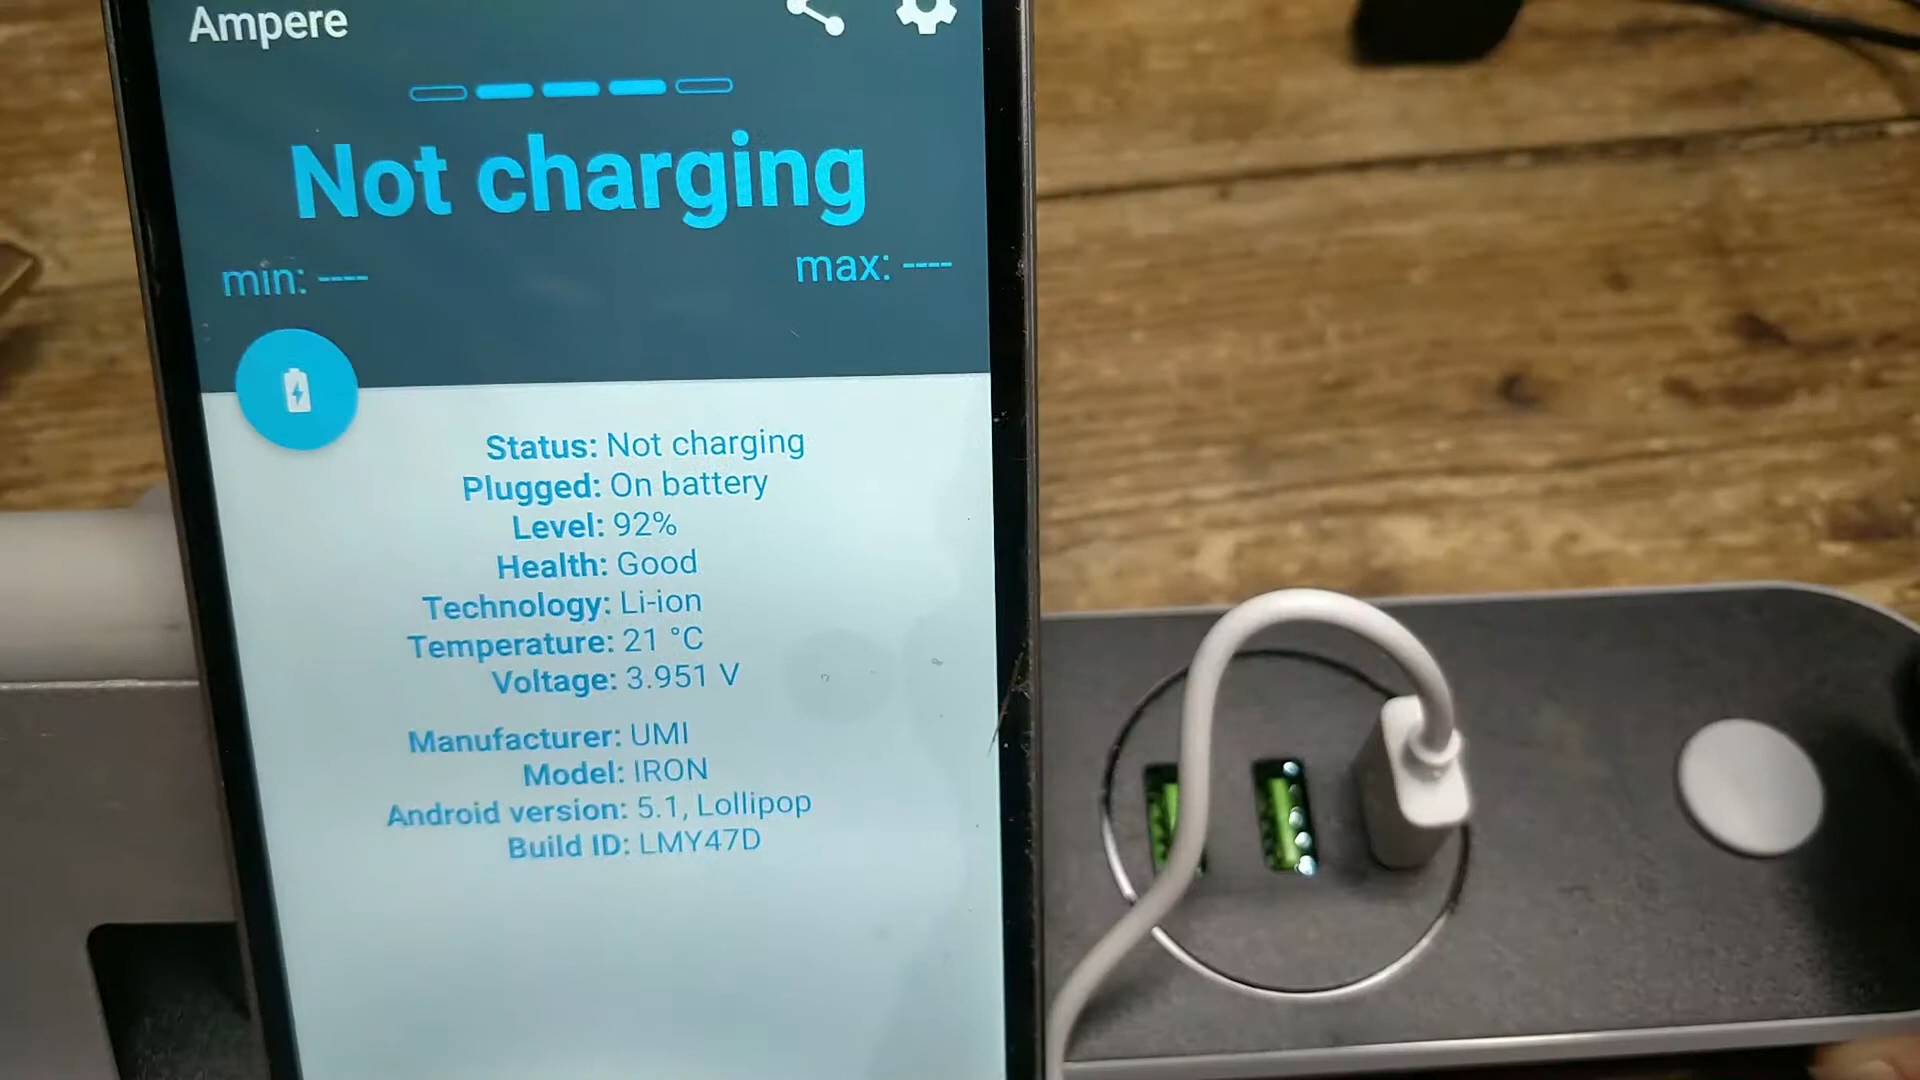 Ampere
Not charging
min: ----
max: ----
Status: Not charging
Plugged: On battery
Level: 92%
Health: Good
Technology: Li-ion
Temperature: 21 °C
Voltage: 3.951 V
Manufacturer: UMI
Model: IRON
Android version: 5.1, Lollipop
Build ID: LMY47D